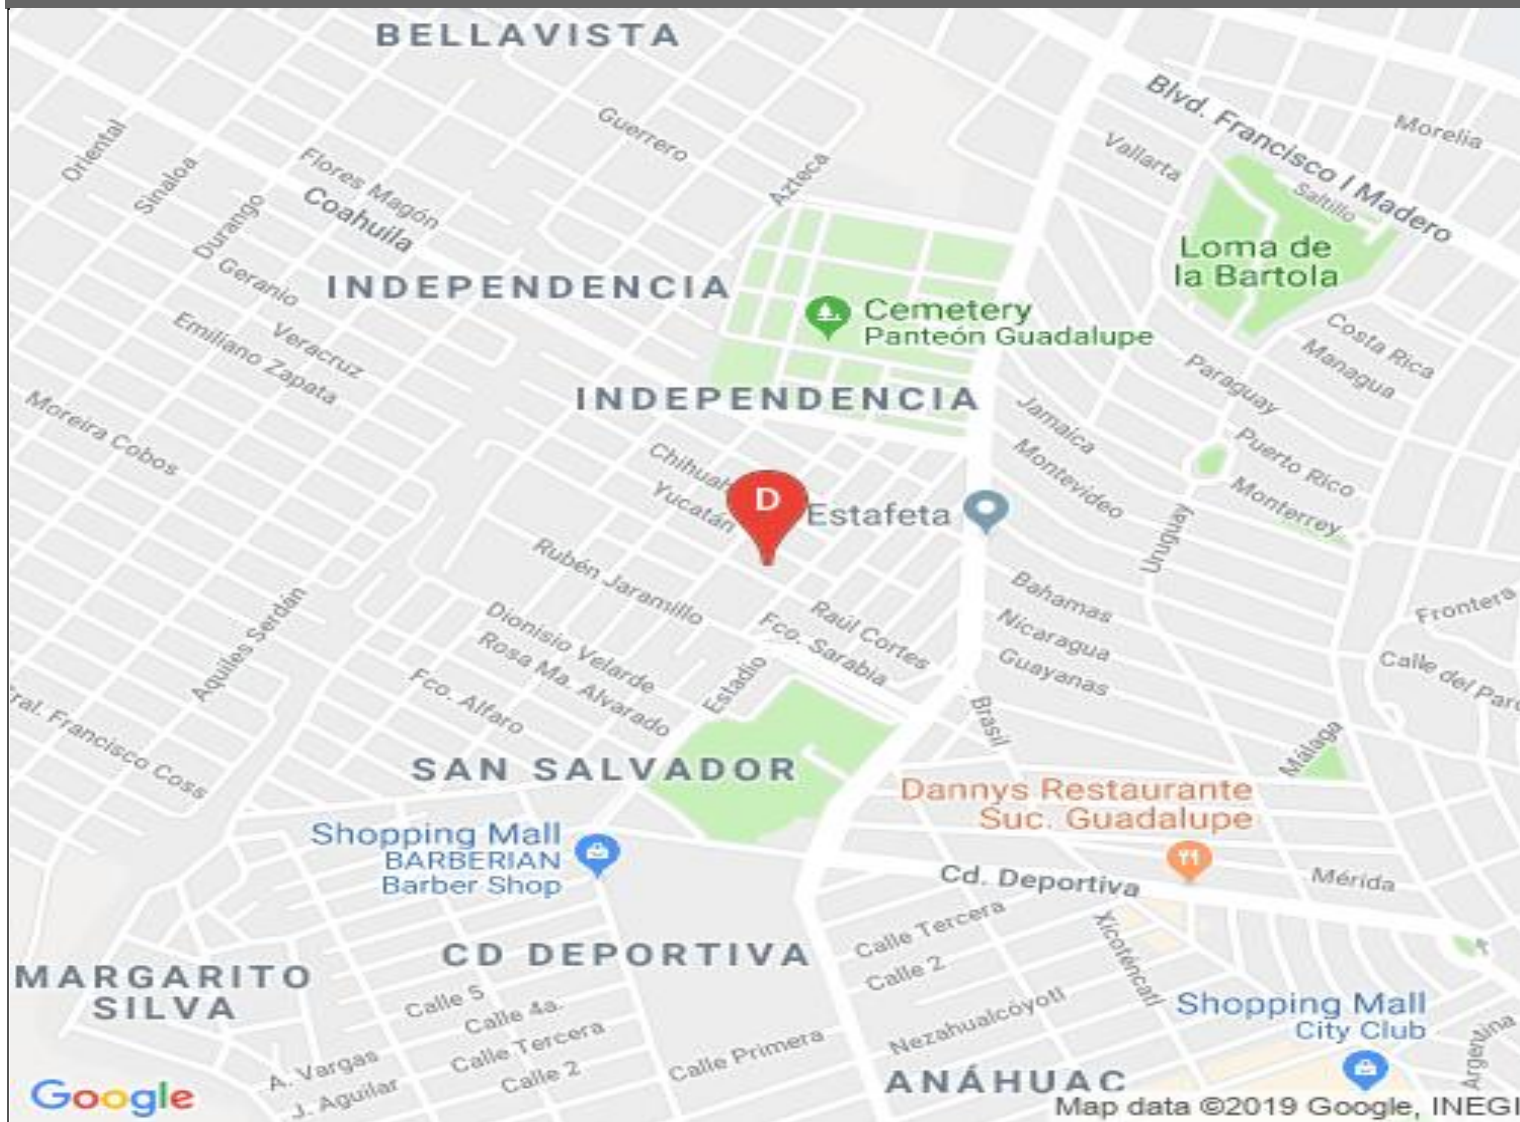 BELLAVISTA
Blvd. Francisco I Madero
Morelia
Guerrero
Oriental
Vallarta
Azteca
Sinaloa
Flores Magón
Saltillo
Durango
Coahuila
Loma de
la Bartola
D Geranio
INDEPENDENCIA
Cemetery
Panteón Guadalupe
Emiliano Zapata
Veracruz
Costa Rica
Managua
Paraguay
INDEPENDENCIA
Moreira Cobos
Jamaica
Puerto Rico
Montevideo
Chihuah
Yucatán
D
Estafeta
Monterrey
Uruguay
Rubén Jaramillo
Bahamas
Frontera
Aquiles Serdán
Dionisio Velarde
Raúl Cortes
Nicaragua
Fco. Sarabia
Rosa Ma. Alvarado
Estadio
Guayanas
Calle del Parq
Fco. Alfaro
Brasil
ral. Francisco Coss
Málaga
SAN SALVADOR
Dannys Restaurante
Suc. Guadalupe
Shopping Mall
BARBERIAN
Barber Shop
Cd. Deportiva
Mérida
Calle Tercera
Xicoténcatl
CD DEPORTIVA
Calle 2
MARGARITO
SILVA
Calle 5
Calle 4a.
Shopping Mall
City Club
Nezahualcóyotl
Calle Tercera
Calle Primera
Argentina
A. Vargas
Calle 2
J. Aguilar
ANÁHUAC
Google
Map data ©2019 Google, INEGI